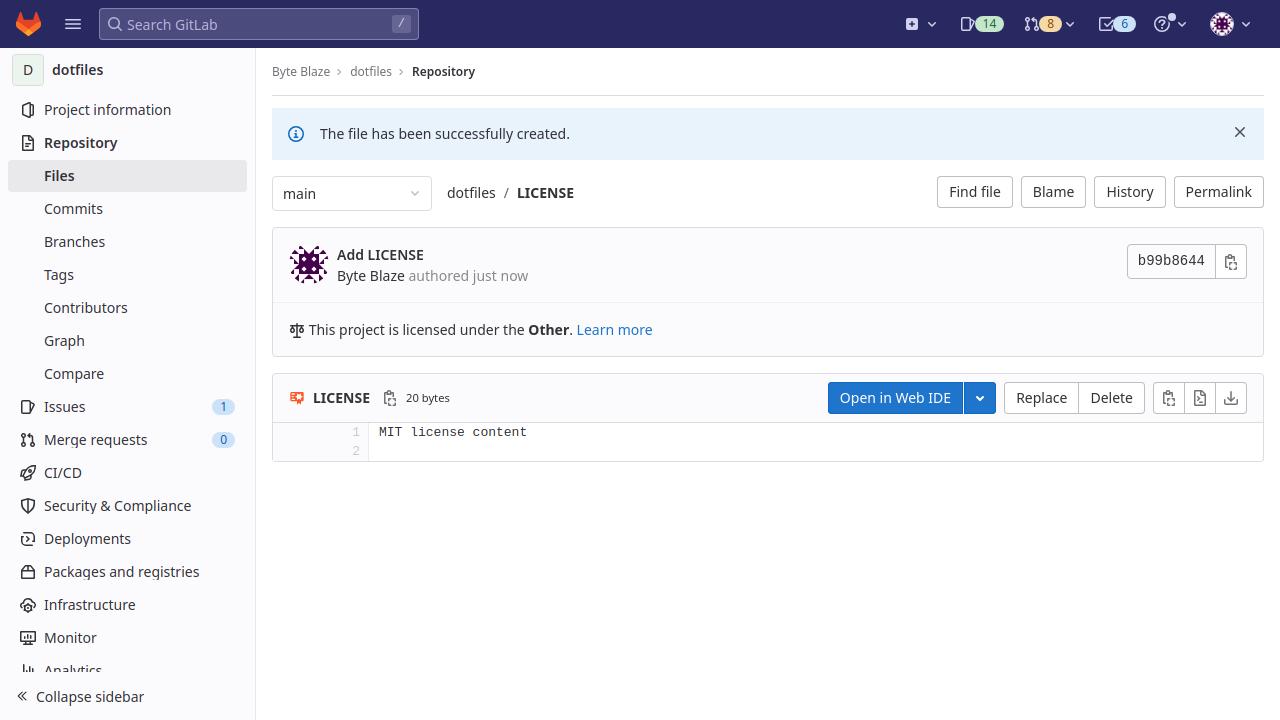 Search GitLab
/
14
8
6
D
dotfiles
Project information
Repository
Files
Commits
Branches
Tags
Contributors
Graph
Compare
Issues
1
Merge requests
0
CI/CD
Security & Compliance
Deployments
Packages and registries
Infrastructure
Monitor
Analytics
Collapse sidebar
Byte Blaze
dotfiles
Repository
The file has been successfully created.
main
dotfiles / LICENSE
Find file
Blame
History
Permalink
Add LICENSE
Byte Blaze authored just now
b99b8644
This project is licensed under the Other. Learn more
LICENSE
20 bytes
Open in Web IDE
Replace
Delete
1 MIT license content
2